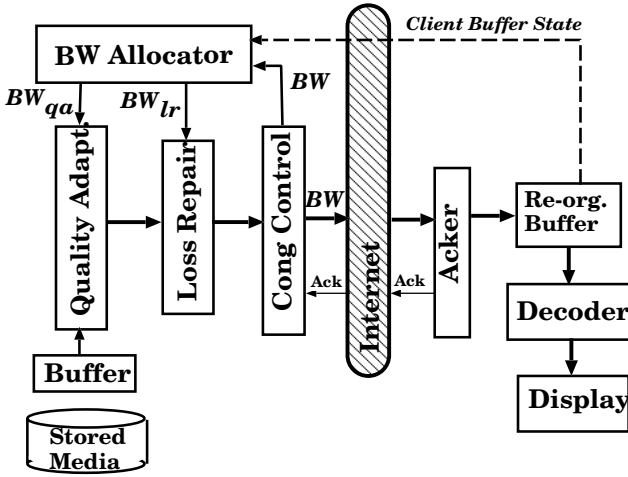 Client Buffer State
BW Allocator
BW
BWqa
BWlr
Quality Adapt.
Loss Repair
Cong Control
BW
Internet
Acker
Re-org.
Buffer
Ack
Ack
Decoder
Buffer
Display
Stored
Media